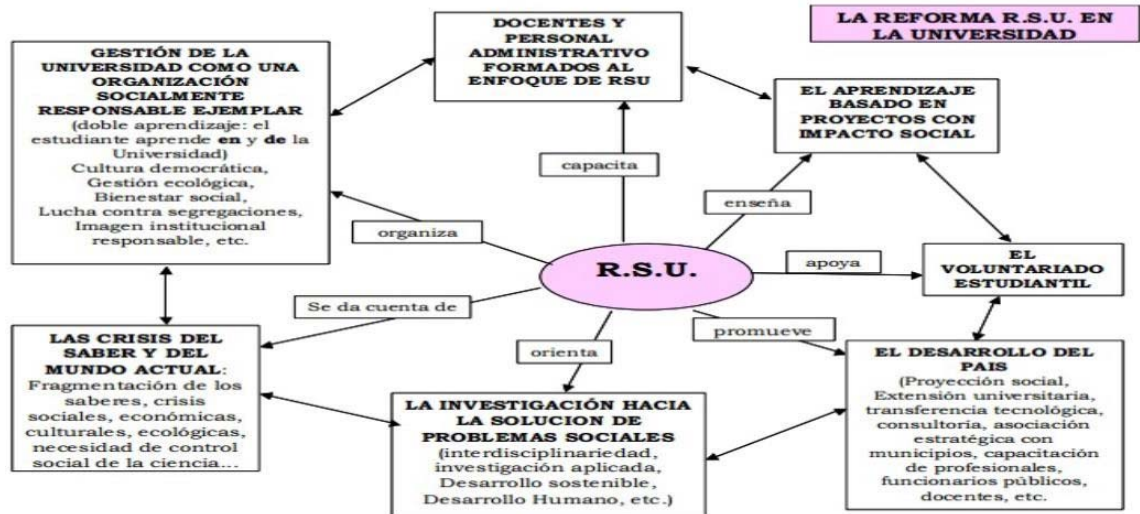 LA REFORMA R.S.U. EN
LA UNIVERSIDAD
DOCENTES Y
PERSONAL
ADMINISTRATIVO
FORMADOS AL
ENFOQUE DE RSU
GESTIÓN DE LA
UNIVERSIDAD COMO UNA
ORGANIZACIÓN
SOCIALMENTE
RESPONSABLE EJEMPLAR
(doble aprendizaje: el
estudiante aprende en y de la
Universidad)
Cultura democrática,
Gestión ecológica,
Bienestar social,
Lucha contra segregaciones,
Imagen institucional
responsable, etc.
EL APRENDIZAJE
BASADO EN
PROYECTOS CON
IMPACTO SOCIAL
capacita
enseña
organiza
R.S.U.
apoya
EL
VOLUNTARIADO
ESTUDIANTIL
Se da cuenta de
orienta
promueve
LAS CRISIS DEL
SABER Y DEL
MUNDO ACTUAL:
Fragmentación de los
saberes, crisis
sociales, económicas,
culturales, ecológicas,
necesidad de control
social de la ciencia...
LA INVESTIGACIÓN HACIA
LA SOLUCION DE
PROBLEMAS SOCIALES
(interdisciplinariedad,
investigación aplicada,
Desarrollo sostenible,
Desarrollo Humano, etc.)
EL DESARROLLO DEL
PAIS
(Proyección social,
Extensión universitaria,
transferencia tecnológica,
consultoría, asociación
estratégica con
municipios, capacitación
de profesionales,
funcionarios públicos,
docentes, etc.